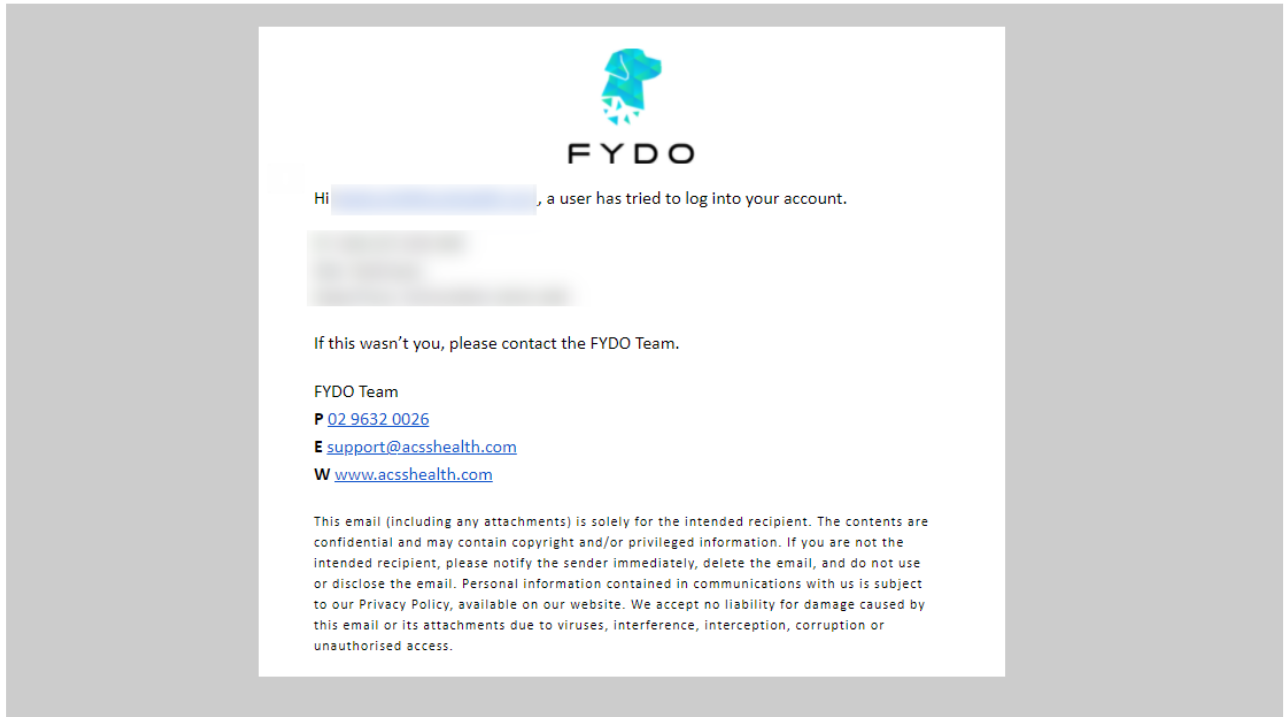 FYDO
Hi , a user has tried to log into your account.
If this wasn’t you, please contact the FYDO Team.
FYDO Team
P 02 9632 0026
E support@acsshealth.com
W www.acsshealth.com
This email (including any attachments) is solely for the intended recipient. The contents are
confidential and may contain copyright and/or privileged information. If you are not the
intended recipient, please notify the sender immediately, delete the email, and do not use
or disclose the email. Personal information contained in communications with us is subject
to our Privacy Policy, available on our website. We accept no liability for damage caused by
this email or its attachments due to viruses, interference, interception, corruption or
unauthorised access.